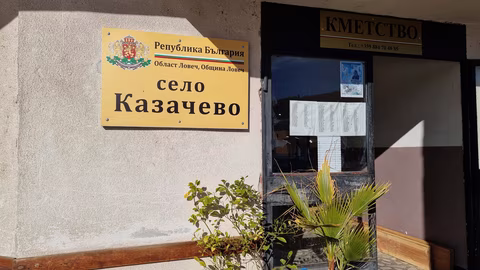 Република България
Област Ловеч, Община Ловеч
село
Казачево
КМЕТСТВО